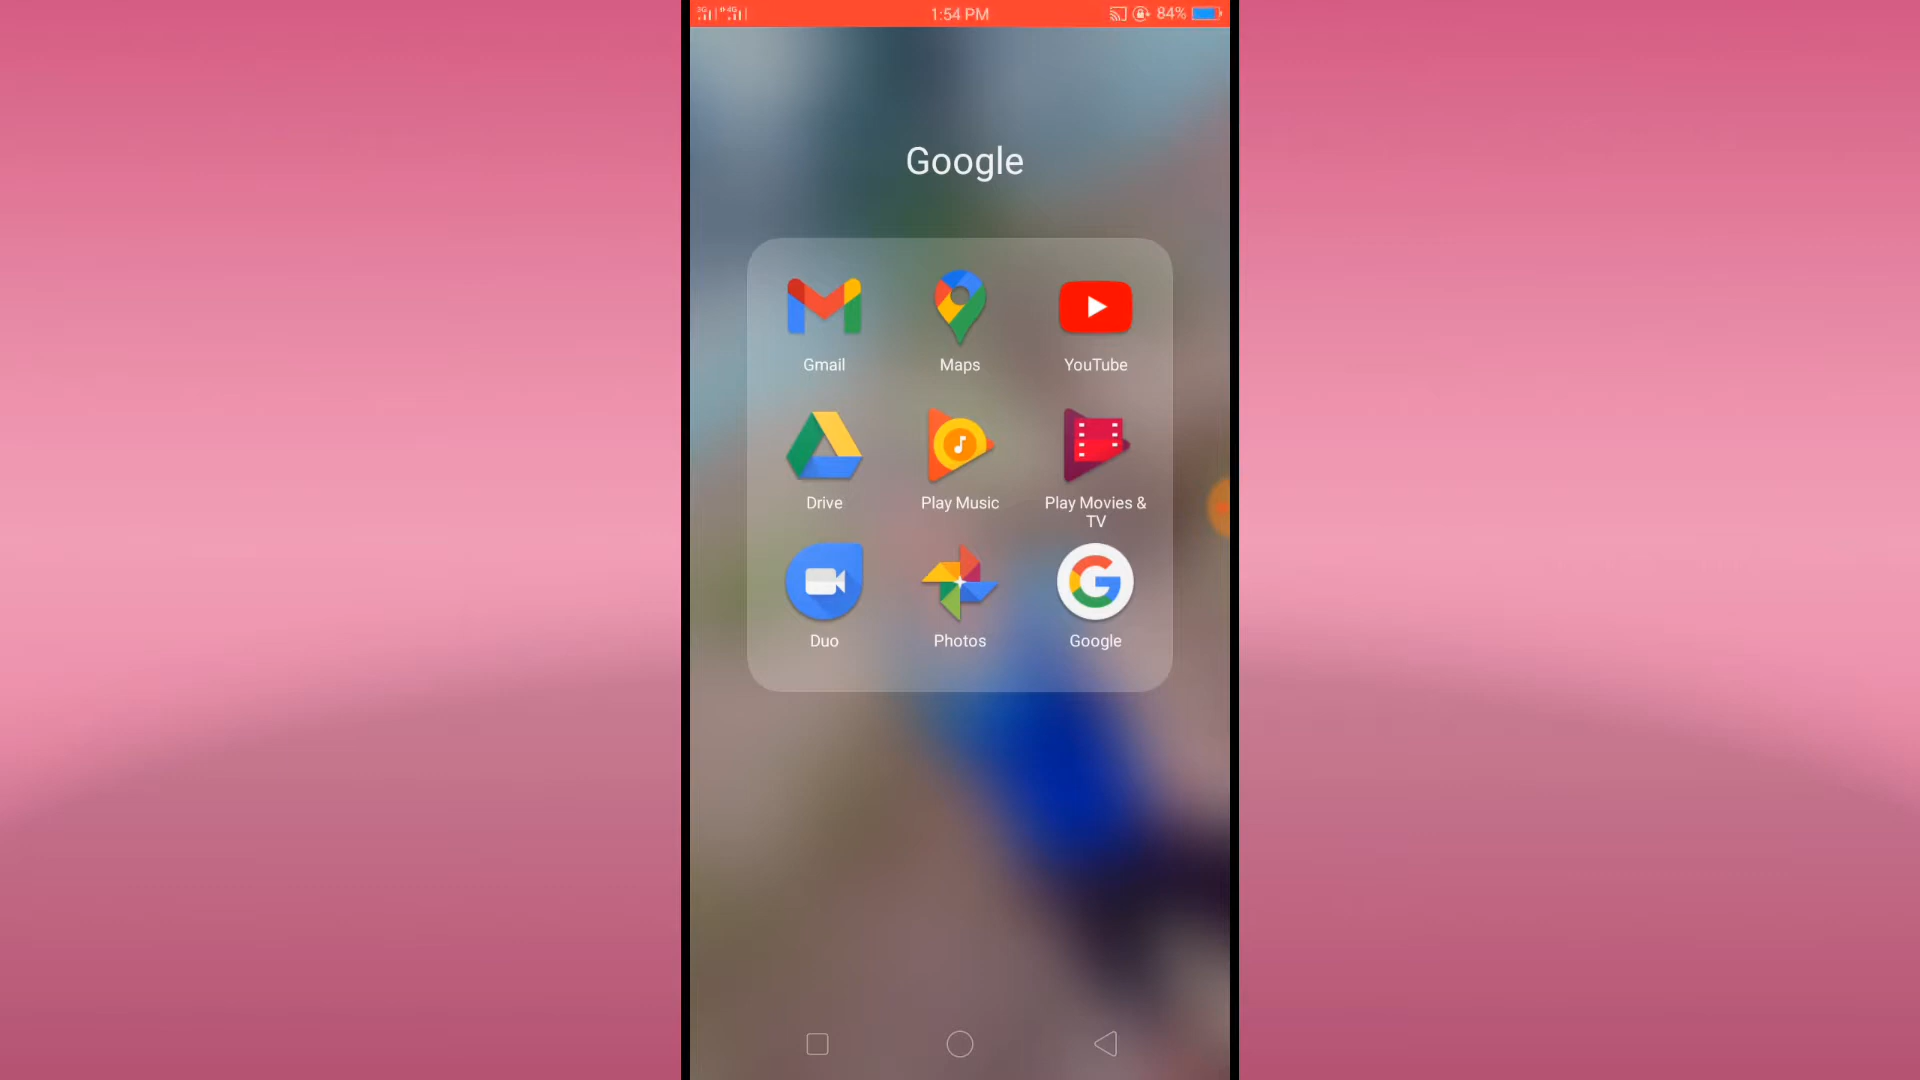 1:54 PM
84%
Google
Gmail
Maps
YouTube
Drive
Play Music
Play Movies &
TV
Duo
Photos
Google